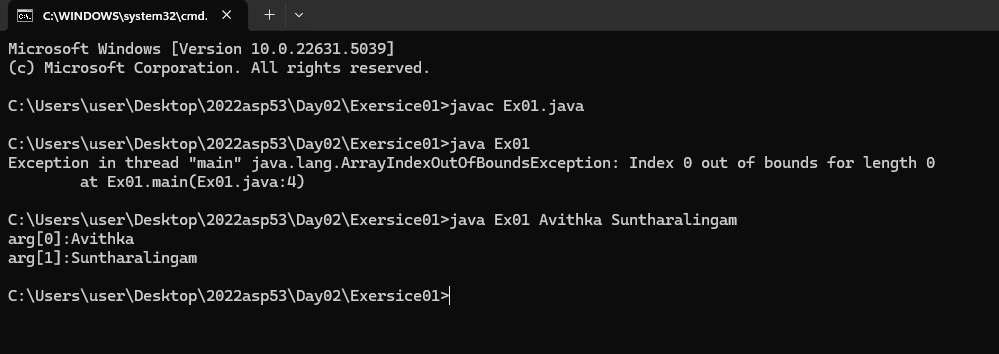 C:\WINDOWS\system32\cmd.
Microsoft Windows [Version 10.0.22631.5039]
(c) Microsoft Corporation. All rights reserved.
C:\Users\user\Desktop\2022asp53\Day02\Exersice01>javac Ex01.java
C:\Users\user\Desktop\2022asp53\Day02\Exersice01>java Ex01
Exception in thread "main" java.lang.ArrayIndexOutOfBoundsException: Index 0 out of bounds for length 0
        at Ex01.main(Ex01.java:4)
C:\Users\user\Desktop\2022asp53\Day02\Exersice01>java Ex01 Avithka Suntharalingam
arg[0]:Avithka
arg[1]:Suntharalingam
C:\Users\user\Desktop\2022asp53\Day02\Exersice01>